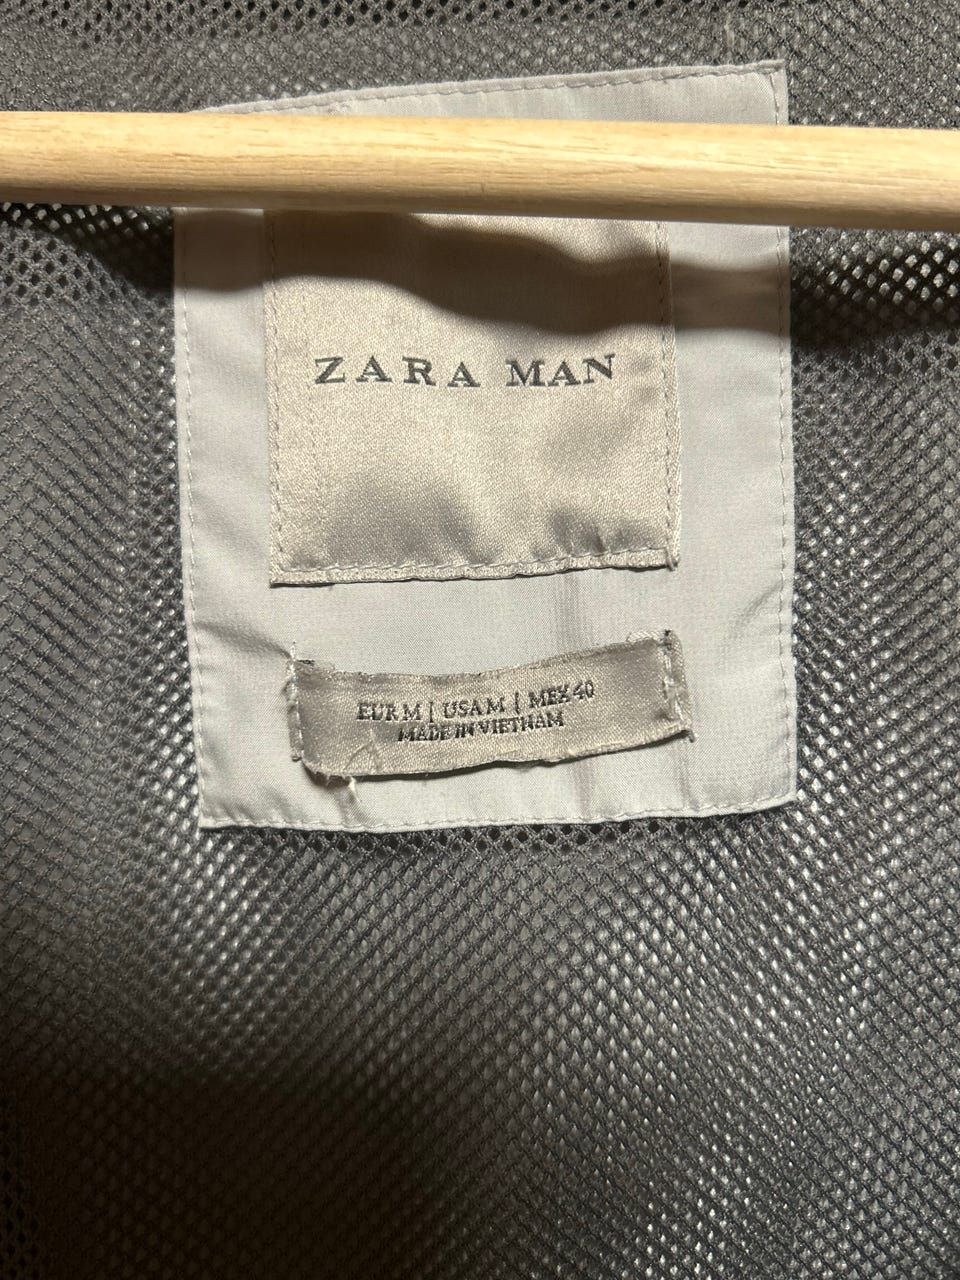 ZARA MAN
EUR M | USA M | MEX 40
MADE IN VIETNAM